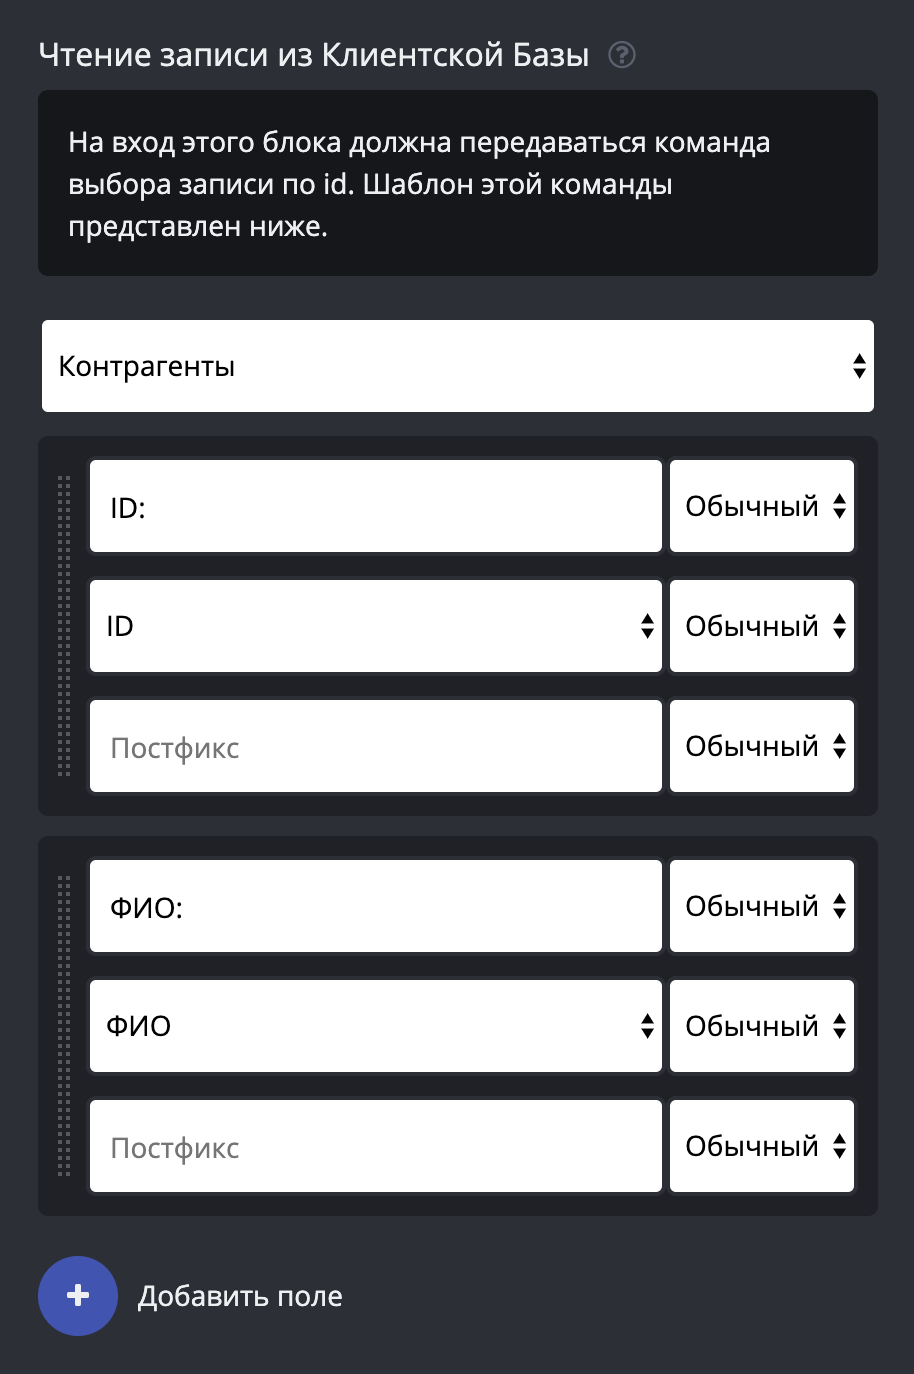 Чтение записи из Клиентской Базы ?
На вход этого блока должна передаваться команда
выбора записи по id. Шаблон этой команды
представлен ниже.
Контрагенты
ID: Обычный
ID Обычный
Постфикс Обычный
ФИО: Обычный
ФИО Обычный
Постфикс Обычный
+ Добавить поле